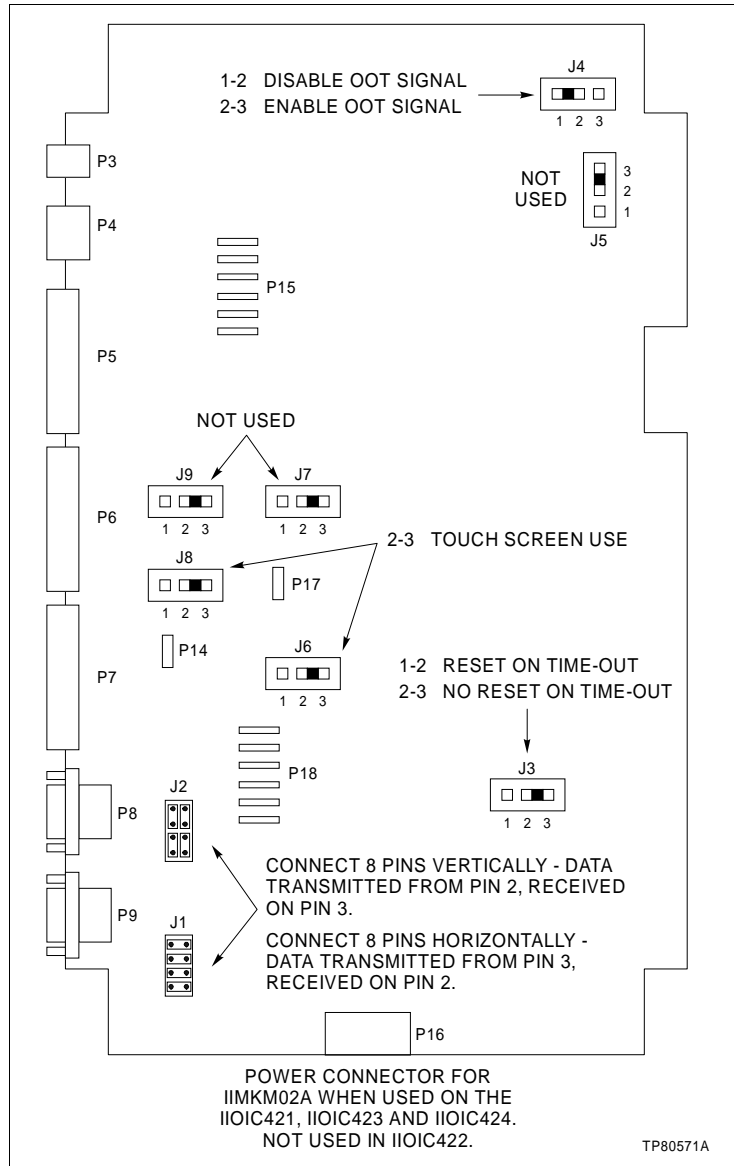 J4
1-2 DISABLE OOT SIGNAL
2-3 ENABLE OOT SIGNAL
1 2 3
P3
NOT
USED
3
2
1
J5
P4
P15
P5
NOT USED
J9
J7
1 2 3
1 2 3
P6
2-3 TOUCH SCREEN USE
J8
P17
1 2 3
P14
J6
1 2 3
P7
1-2 RESET ON TIME-OUT
2-3 NO RESET ON TIME-OUT
J3
1 2 3
P18
J2
P8
CONNECT 8 PINS VERTICALLY - DATA
TRANSMITTED FROM PIN 2, RECEIVED
ON PIN 3.
P9
J1
CONNECT 8 PINS HORIZONTALLY -
DATA TRANSMITTED FROM PIN 3,
RECEIVED ON PIN 2.
P16
POWER CONNECTOR FOR
IIMKM02A WHEN USED ON THE
IIOIC421, IIOIC423 AND IIOIC424.
NOT USED IN IIOIC422.
TP80571A